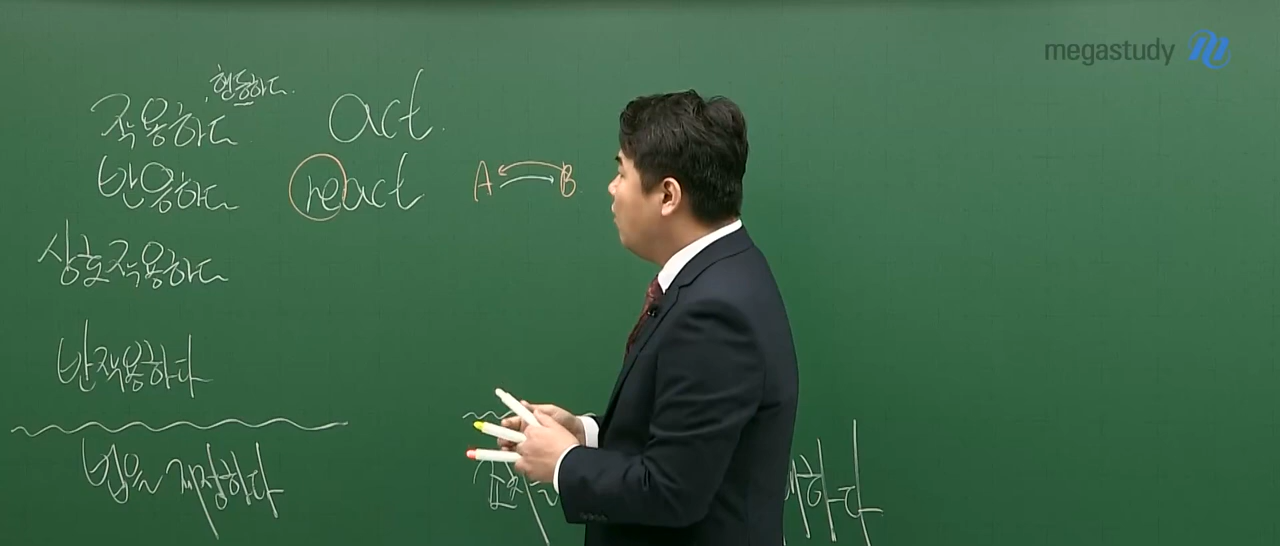 megastudy
행동하다.
작용하다 act.
반응하다 react A B
상호작용하다
반작용하다
법을 제정하다